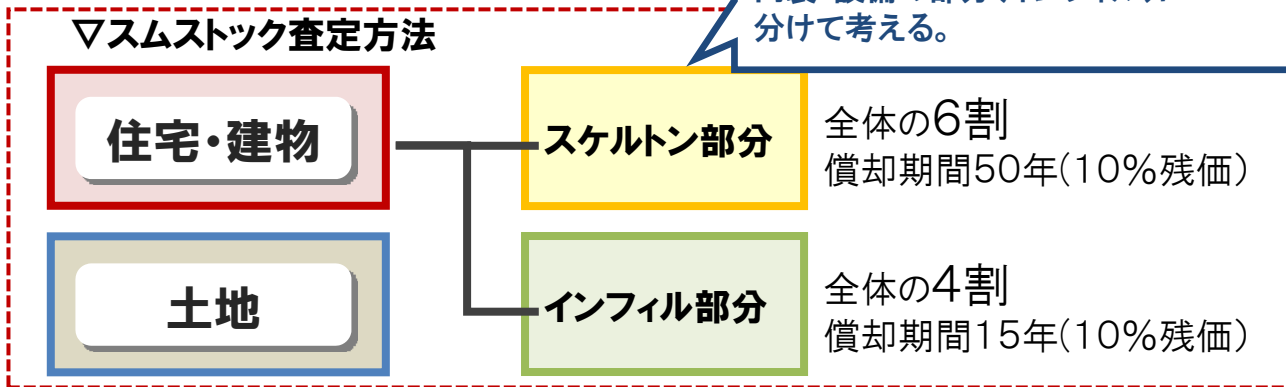 分けて考える。
▽スムストック査定方法
住宅・建物
スケルトン部分
全体の6割
償却期間50年(10%残価)
土地
インフィル部分
全体の4割
償却期間15年(10%残価)